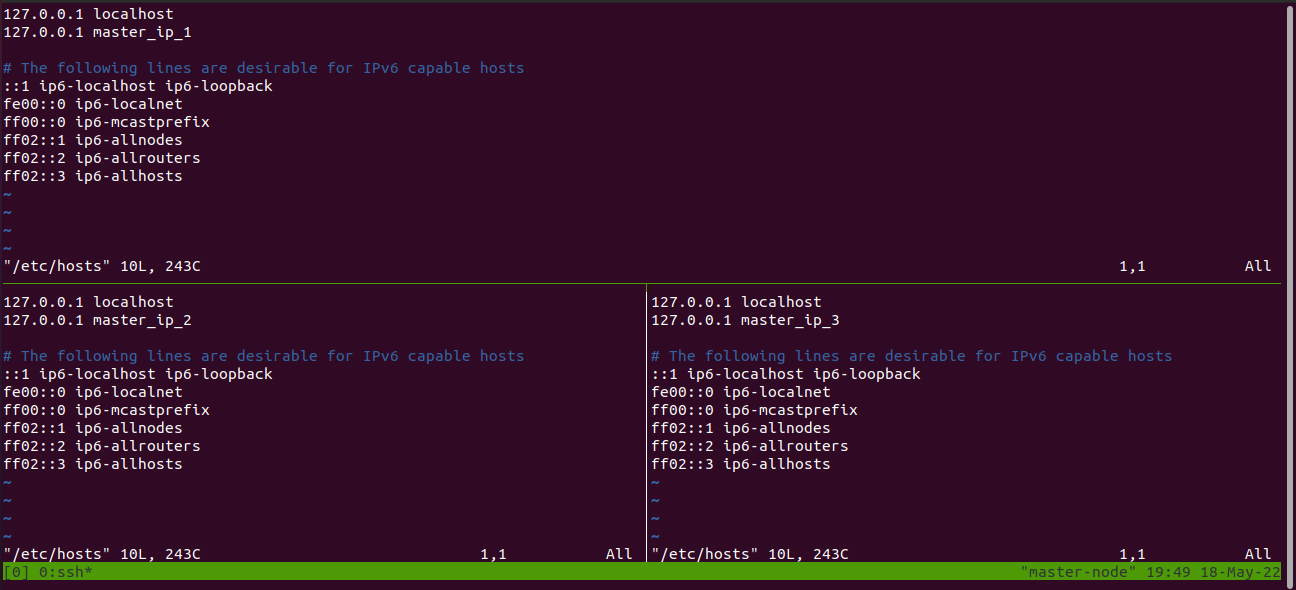 127.0.0.1 localhost
127.0.0.1 master_ip_1
# The following lines are desirable for IPv6 capable hosts
::1 ip6-localhost ip6-loopback
fe00::0 ip6-localnet
ff00::0 ip6-mcastprefix
ff02::1 ip6-allnodes
ff02::2 ip6-allrouters
ff02::3 ip6-allhosts
~
~
~
~
"/etc/hosts" 10L, 243C 1,1 All
127.0.0.1 localhost
127.0.0.1 master_ip_2
# The following lines are desirable for IPv6 capable hosts
::1 ip6-localhost ip6-loopback
fe00::0 ip6-localnet
ff00::0 ip6-mcastprefix
ff02::1 ip6-allnodes
ff02::2 ip6-allrouters
ff02::3 ip6-allhosts
~
~
~
~
"/etc/hosts" 10L, 243C 1,1 All
127.0.0.1 localhost
127.0.0.1 master_ip_3
# The following lines are desirable for IPv6 capable hosts
::1 ip6-localhost ip6-loopback
fe00::0 ip6-localnet
ff00::0 ip6-mcastprefix
ff02::1 ip6-allnodes
ff02::2 ip6-allrouters
ff02::3 ip6-allhosts
~
~
~
~
"/etc/hosts" 10L, 243C 1,1 All
[0] 0:ssh* "master-node" 19:49 18-May-22